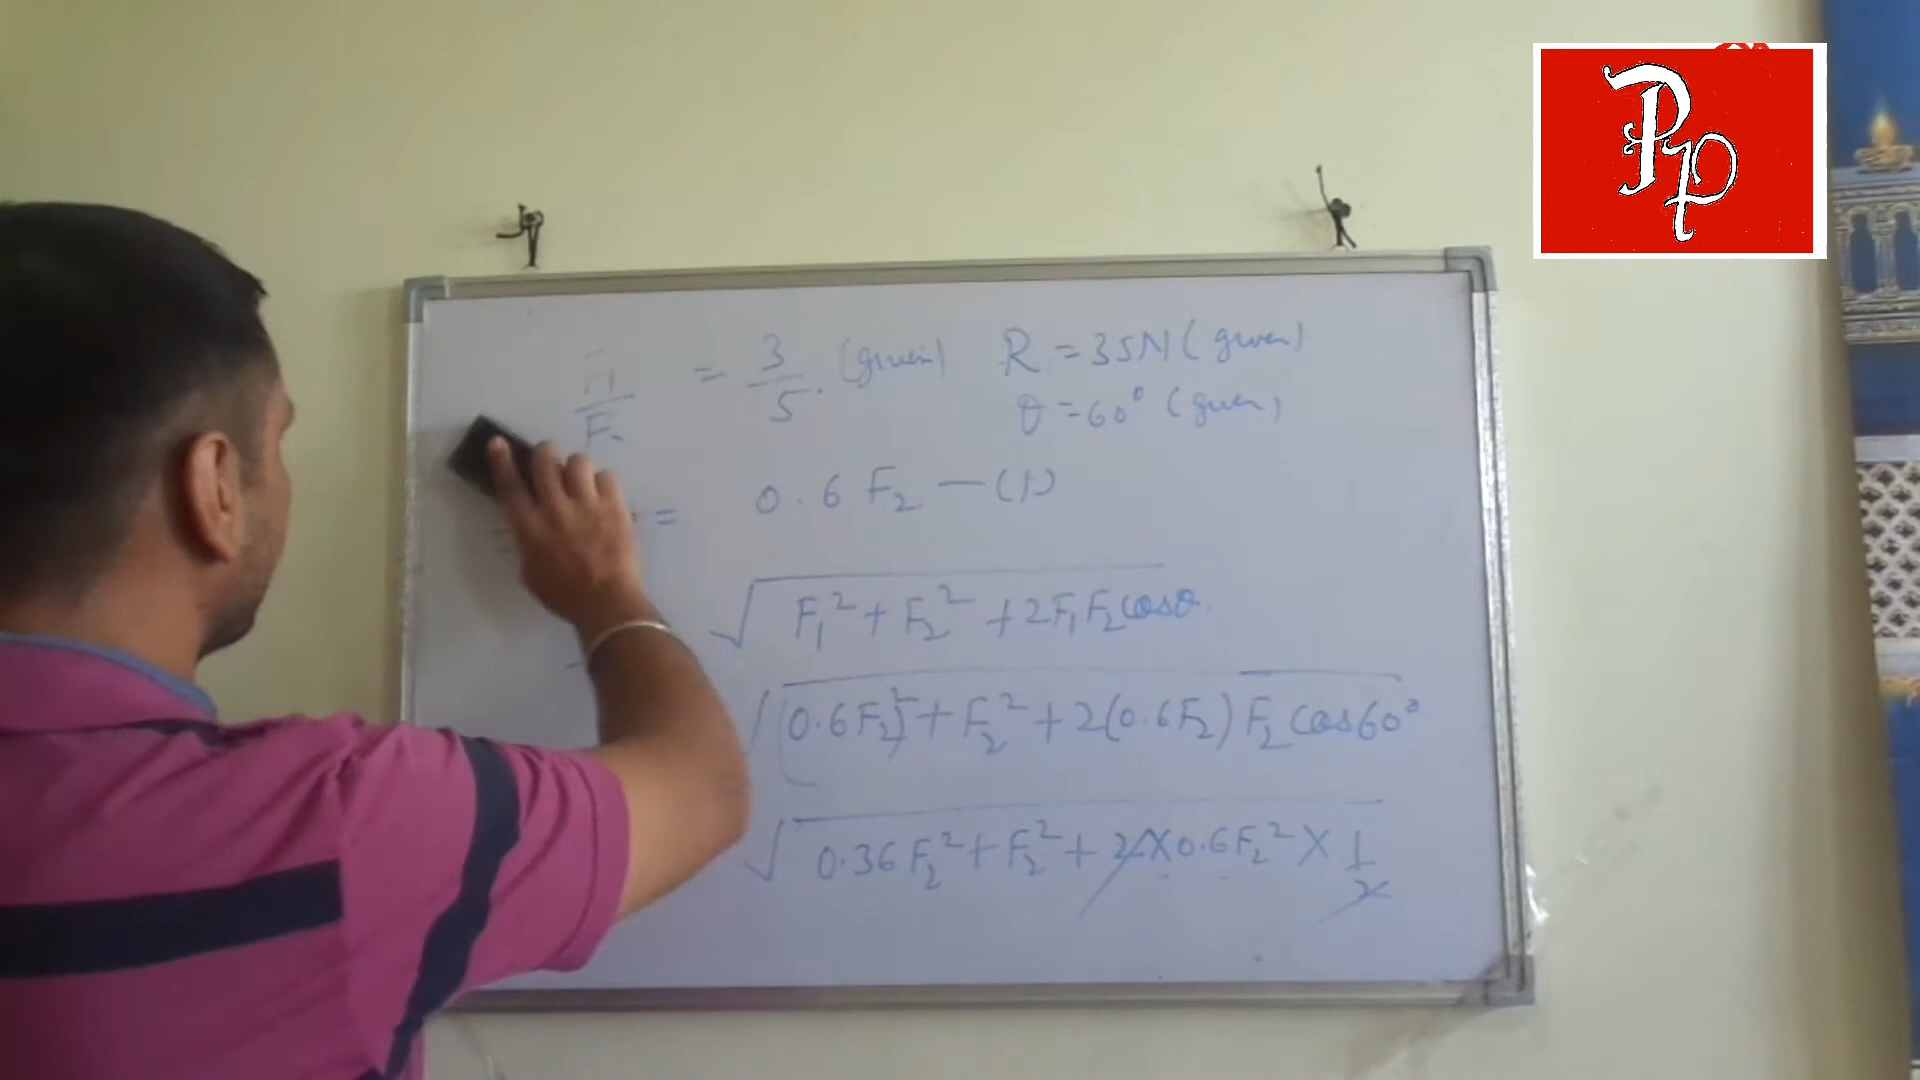 Pp
F1/F2 = 3/5. (given) R = 35N (given)
θ = 60° (given)
= 0.6 F₂ — (1)
√F₁² + F₂² + 2F₁F₂cosθ.
√(0.6F₂)² + F₂² + 2(0.6F₂) F₂ cos60°
√0.36F₂² + F₂² + 2×0.6F₂² × 1/2